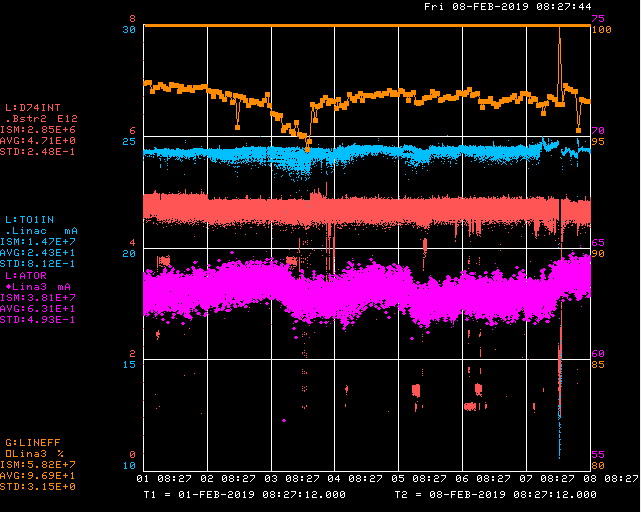 Fri 08-FEB-2019 08:27:44
8 75
30 100
L:D74INT
.Bstr2 E12
ISM:2.85E+6
AVG:4.71E+0
STD:2.48E-1
6 70
25 95
L:TO1IN
.Linac mA
ISM:1.47E+7
AVG:2.43E+1
STD:8.12E-1
4 65
20 90
L:ATOR
♦Lina3 mA
ISM:3.81E+7
AVG:6.31E+1
STD:4.93E-1
2 60
15 85
G:LINEFF
□Lina3 %
ISM:5.82E+7
AVG:9.69E+1
STD:3.15E+0
0 55
10 80
01 08:27 02 08:27 03 08:27 04 08:27 05 08:27 06 08:27 07 08:27 08 08:27
T1 = 01-FEB-2019 08:27:12.000 T2 = 08-FEB-2019 08:27:12.000